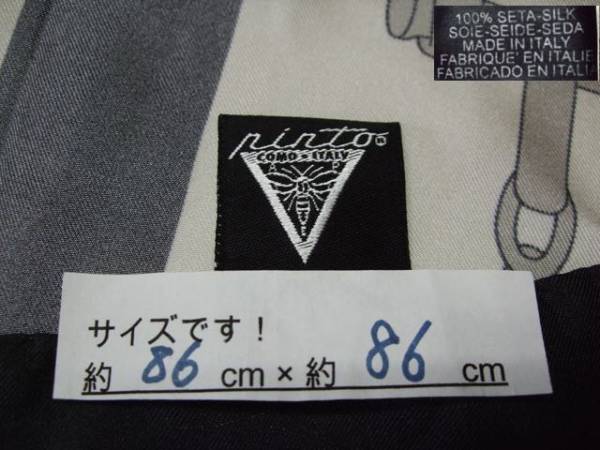 100% SETA-SILK
SOIE-SEIDE-SEDA
MADE IN ITALY
FABRIQUE' EN ITALIE
FABRICADO EN ITALIA
pinto ®
COMO - ITALY
サイズです！
約 86 cm × 約 86 cm